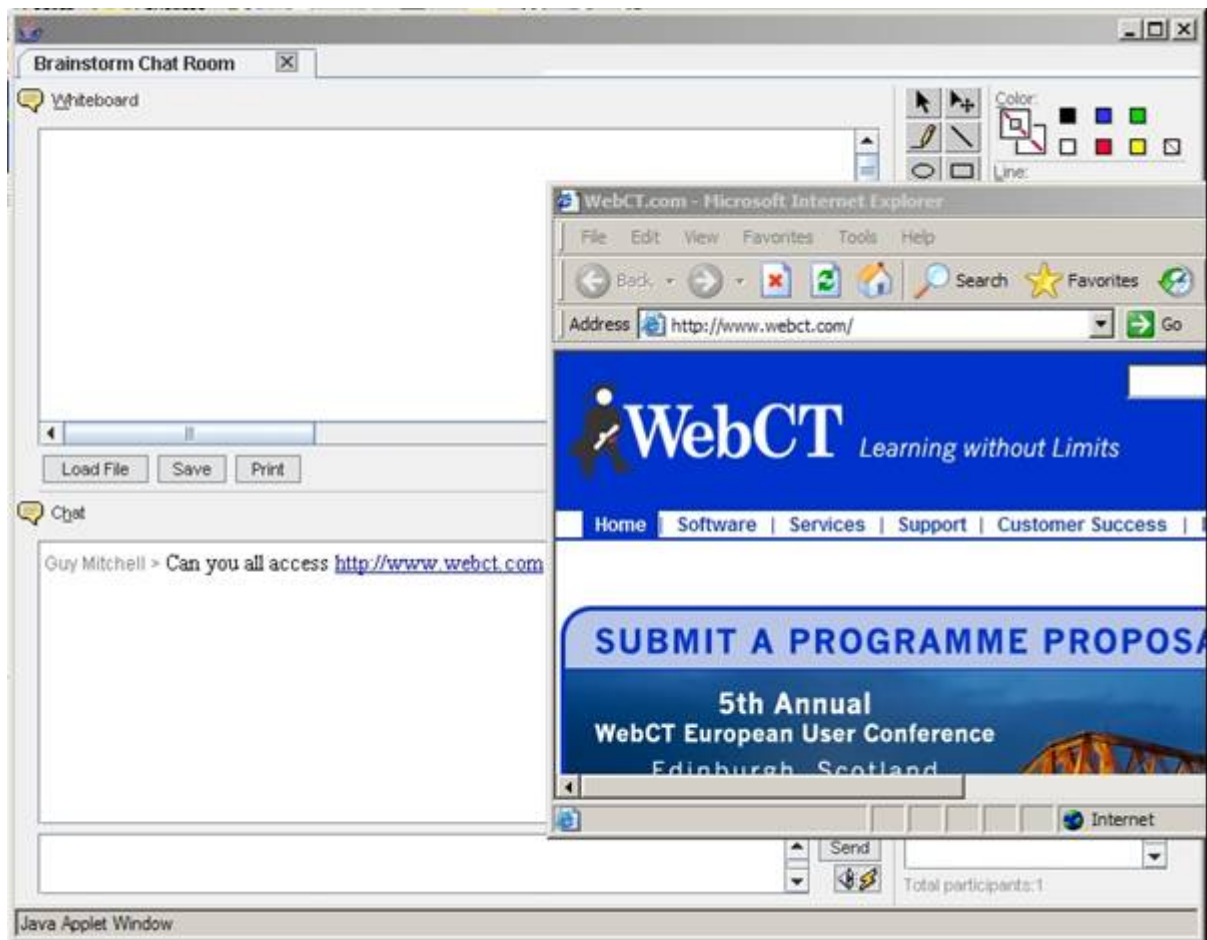 Brainstorm Chat Room
Whiteboard
Color:
Line:
WebCT.com - Microsoft Internet Explorer
File Edit View Favorites Tools Help
Back Search Favorites
Address http://www.webct.com/ Go
WebCT Learning without Limits
Home | Software | Services | Support | Customer Success |
SUBMIT A PROGRAMME PROPOSA
5th Annual
WebCT European User Conference
Edinburgh, Scotland
Internet
Load File Save Print
Chat
Guy Mitchell > Can you all access http://www.webct.com
Send
Total participants:1
Java Applet Window